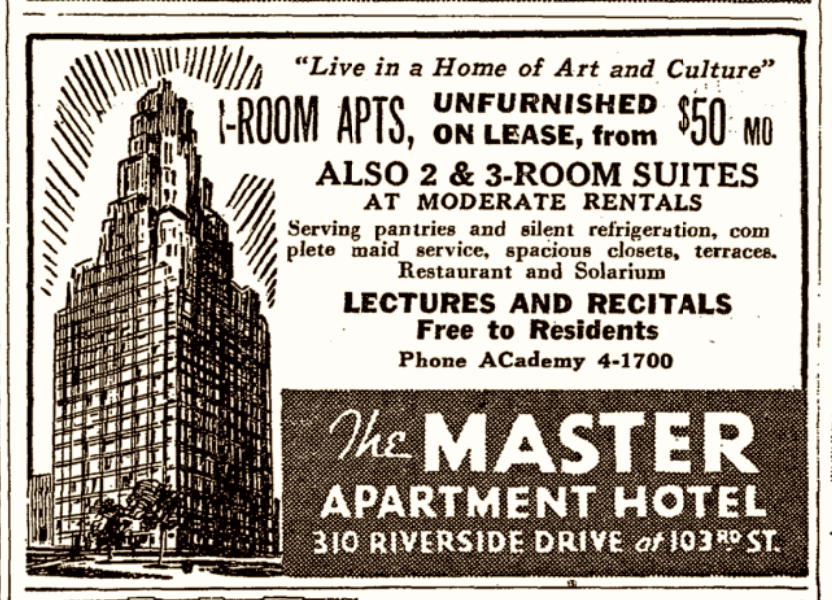 "Live in a Home of Art and Culture"
1-ROOM APTS, UNFURNISHED ON LEASE, from $50 MO
ALSO 2 & 3-ROOM SUITES
AT MODERATE RENTALS
Serving pantries and silent refrigeration, com
plete maid service, spacious closets, terraces.
Restaurant and Solarium
LECTURES AND RECITALS
Free to Residents
Phone ACademy 4-1700
The MASTER
APARTMENT HOTEL
310 RIVERSIDE DRIVE at 103RD ST.